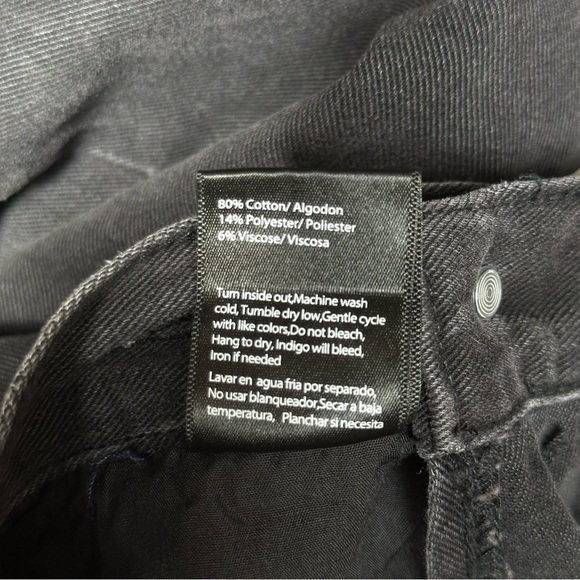 80% Cotton/ Algodon
14% Polyester/ Poliester
6% Viscose/ Viscosa
Turn inside out,Machine wash
cold, Tumble dry low,Gentle cycle
with like colors,Do not bleach,
Hang to dry, Indigo will bleed,
Iron if needed
Lavar en agua fria por separado,
No usar blanqueador,Secar a baja
temperatura, Planchar si necesita